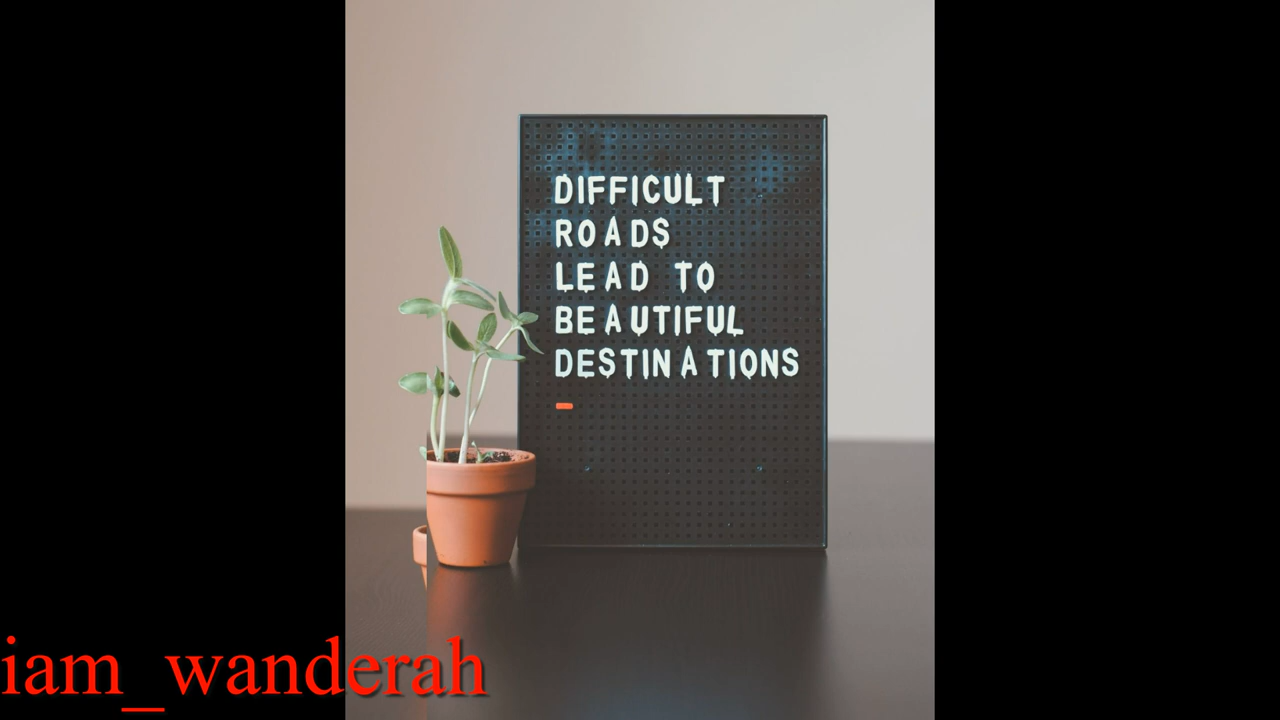 DIFFICULT
ROADS
LEAD TO
BEAUTIFUL
DESTINATIONS
iam_wanderah